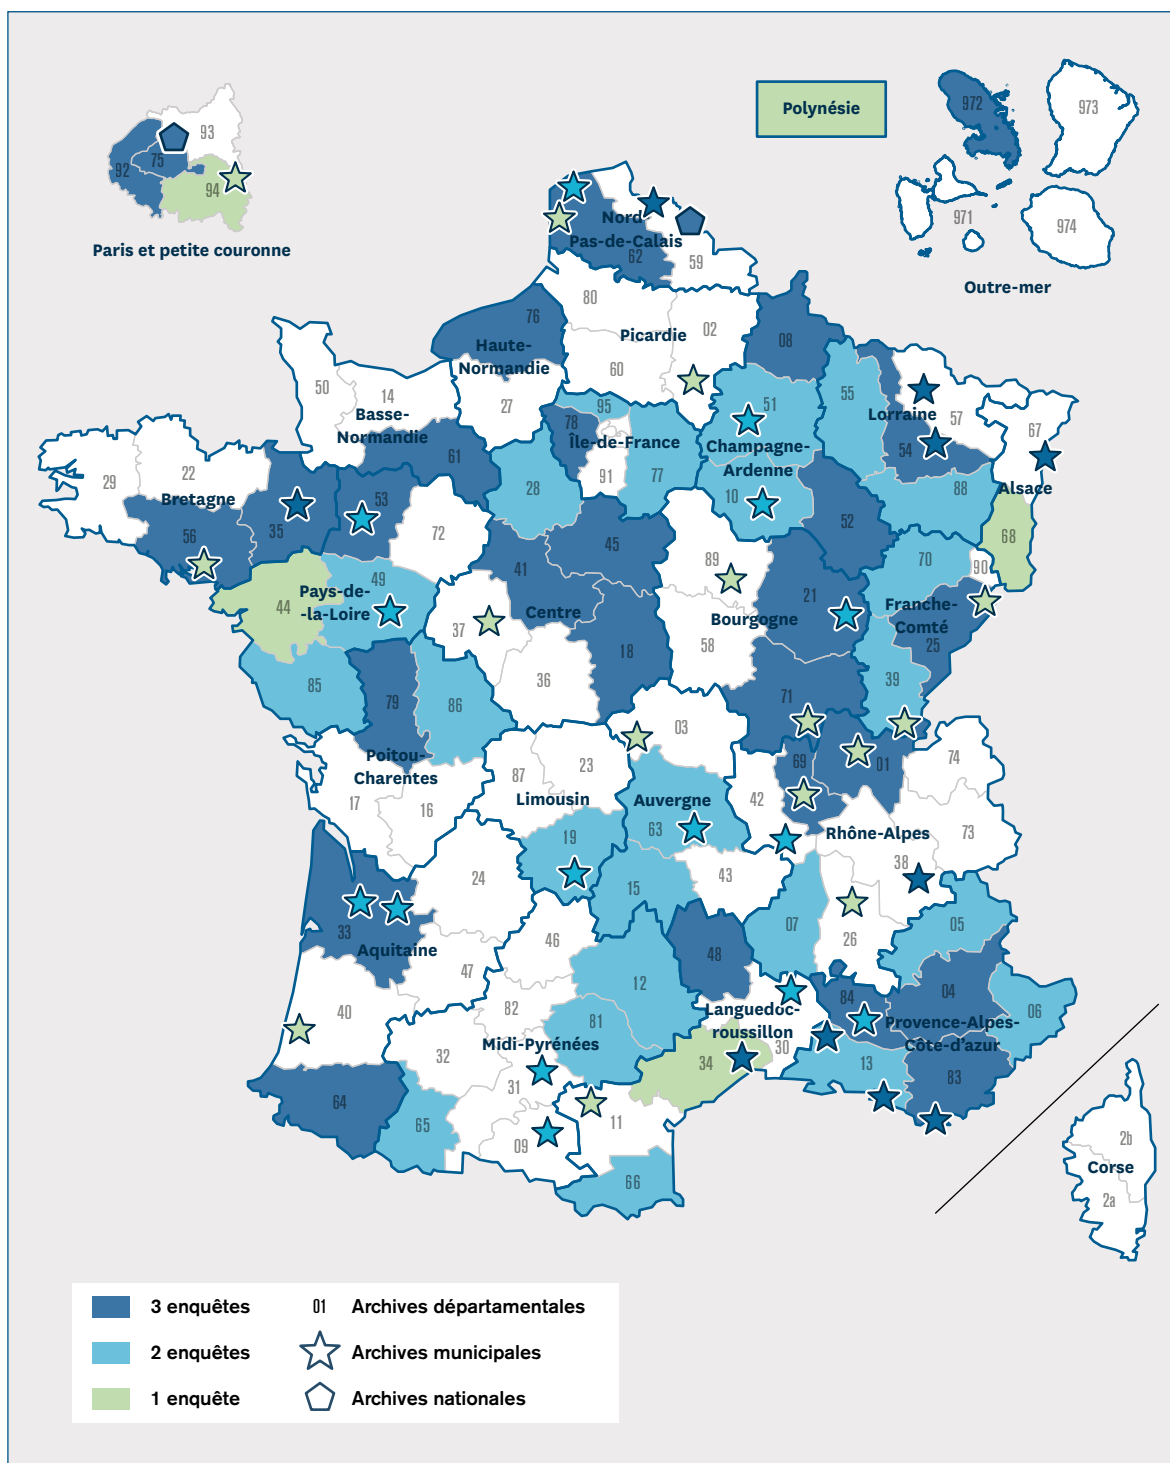 93
75
92
94
Paris et petite couronne
Polynésie
972
973
971
974
Outre-mer
Nord
Pas-de-Calais
62
59
80
Picardie
02
60
76
Haute-
Normandie
27
08
50
14
Basse-
Normandie
61
95
78
Île-de-France
91
77
51
Champagne-
Ardenne
10
52
55
Lorraine
57
54
88
67
Alsace
68
29
22
Bretagne
56
35
53
72
28
45
41
Centre
37
36
18
44
49
Pays-de-
-la-Loire
85
89
21
Bourgogne
58
71
70
90
Franche-
Comté
25
39
79
86
Poitou-
Charentes
17
16
87
23
Limousin
19
03
Auvergne
63
15
43
69
01
42
74
Rhône-Alpes
73
38
07
26
24
33
Aquitaine
47
40
64
46
12
82
81
Midi-Pyrénées
32
31
65
09
48
Languedoc-
roussillon
30
34
11
66
05
84
04
06
Provence-Alpes-
Côte-d’azur
13
83
2b
Corse
2a
3 enquêtes
01 Archives départementales
2 enquêtes
Archives municipales
1 enquête
Archives nationales